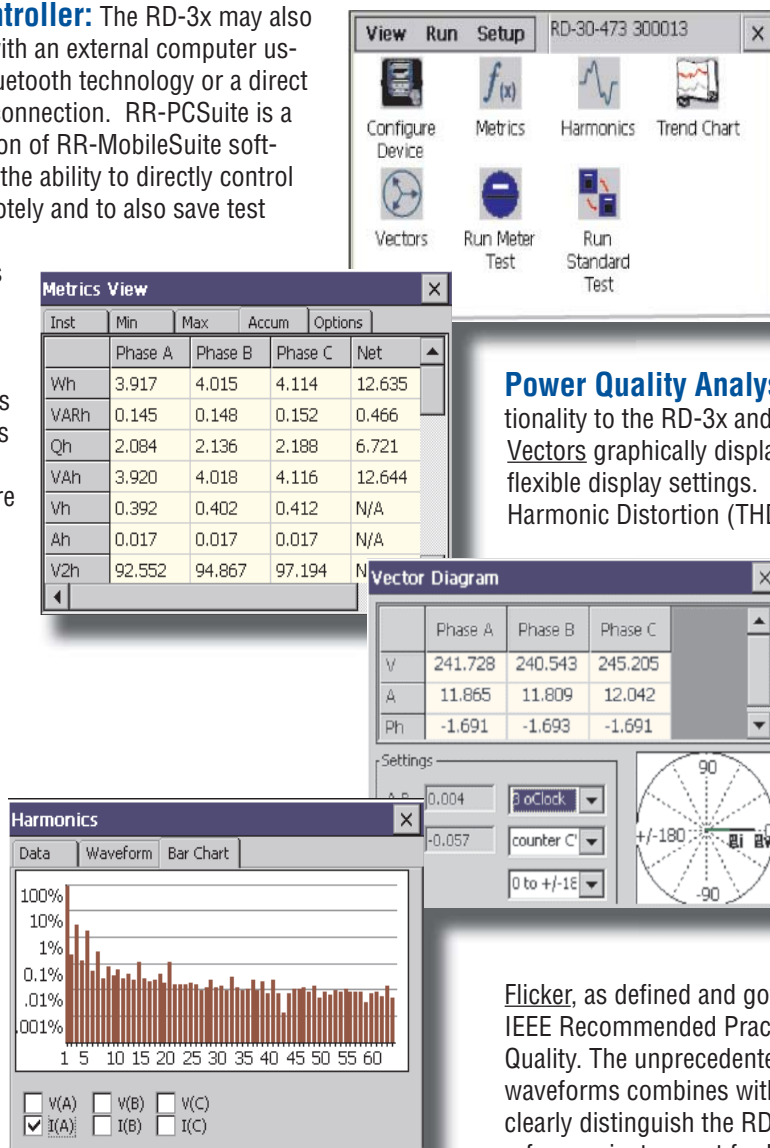 ntroller: The RD-3x may also
with an external computer us-
uetooth technology or a direct
connection. RR-PCSuite is a
ion of RR-MobileSuite soft-
the ability to directly control
otely and to also save test
s
s
s
re
View Run Setup RD-30-473 300013 X
Configure Device
Metrics
Harmonics
Trend Chart
Vectors
Run Meter Test
Run Standard Test
Metrics View X
Inst Min Max Accum Options
Phase A Phase B Phase C Net
Wh 3.917 4.015 4.114 12.635
VARh 0.145 0.148 0.152 0.466
Qh 2.084 2.136 2.188 6.721
VAh 3.920 4.018 4.116 12.644
Vh 0.392 0.402 0.412 N/A
Ah 0.017 0.017 0.017 N/A
V2h 92.552 94.867 97.194 N
Power Quality Analys
tionality to the RD-3x and
Vectors graphically displa
flexible display settings.
Harmonic Distortion (THD
Vector Diagram X
Phase A Phase B Phase C
V 241.728 240.543 245.205
A 11.865 11.809 12.042
Ph -1.691 -1.693 -1.691
Settings
0.004 3 oClock
-0.057 counter C
0 to +/-18
90
+/-180
-90
Harmonics X
Data Waveform Bar Chart
100%
10%
1%
0.1%
.01%
.001%
1 5 10 15 20 25 30 35 40 45 50 55 60
V(A) V(B) V(C)
I(A) I(B) I(C)
Flicker, as defined and go
IEEE Recommended Prac
Quality. The unprecedente
waveforms combines with
clearly distinguish the RD